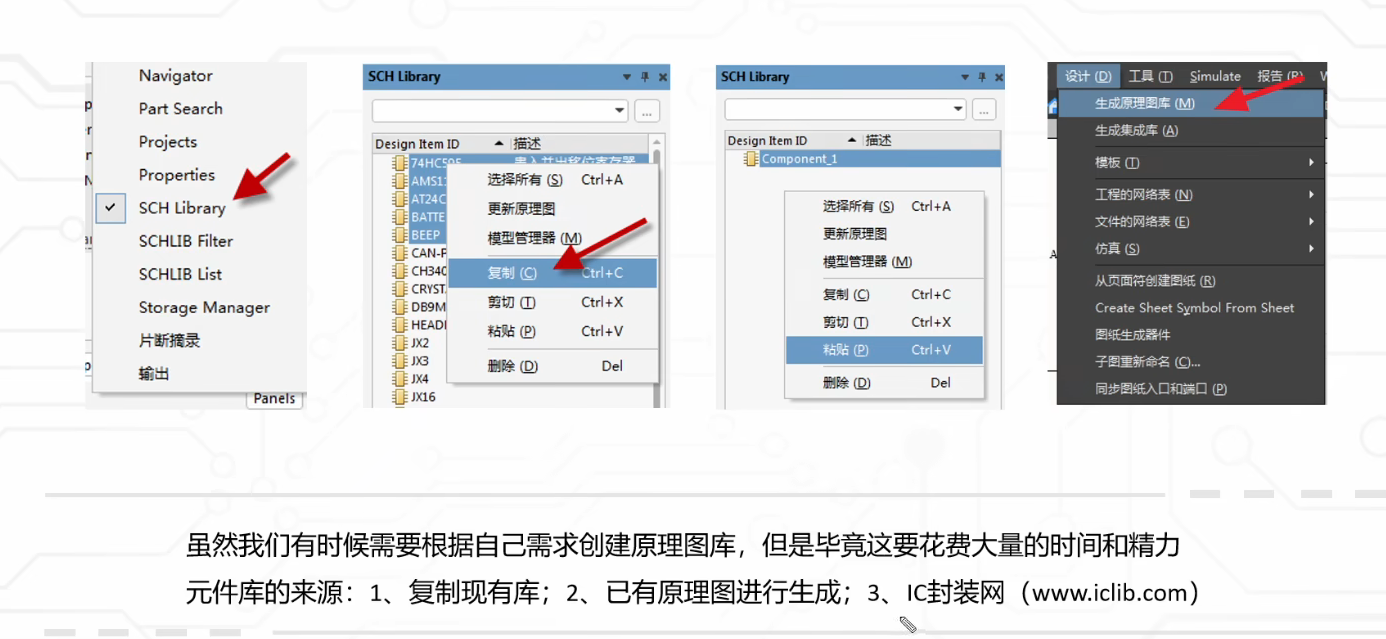 Navigator
Part Search
Projects
Properties
SCH Library
SCHLIB Filter
SCHLIB List
Storage Manager
片断摘录
输出
Panels
SCH Library
...
Design Item ID 描述
74HC595 串入并出移位寄存器
AMS11
AT24C
BATTE
BEEP
CAN-P
CH340
CRYST
DB9M
HEADI
JX2
JX3
JX4
JX16
选择所有 (S) Ctrl+A
更新原理图
模型管理器 (M)
复制 (C) Ctrl+C
剪切 (T) Ctrl+X
粘贴 (P) Ctrl+V
删除 (D) Del
SCH Library
...
Design Item ID 描述
Component_1
选择所有 (S) Ctrl+A
更新原理图
模型管理器 (M)
复制 (C) Ctrl+C
剪切 (T) Ctrl+X
粘贴 (P) Ctrl+V
删除 (D) Del
设计 (D) 工具 (T) Simulate 报告 (R) W
生成原理图库 (M)
生成集成库 (A)
模板 (T)
工程的网络表 (N)
文件的网络表 (E)
仿真 (S)
从页面符创建图纸 (R)
Create Sheet Symbol From Sheet
图纸生成器件
子图重新命名 (C)...
同步图纸入口和端口 (P)
虽然我们有时候需要根据自己需求创建原理图库，但是毕竟这要花费大量的时间和精力
元件库的来源：1、复制现有库；2、已有原理图进行生成；3、IC封装网（www.iclib.com）